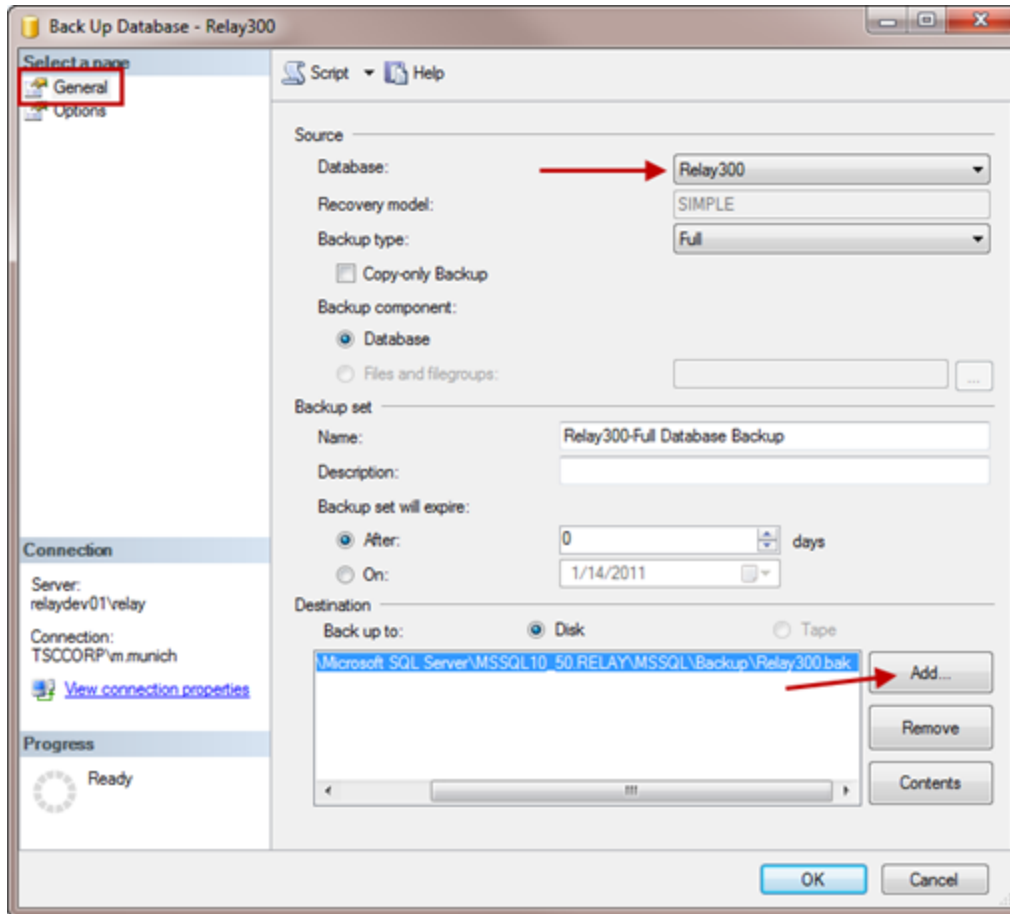 Back Up Database - Relay300
Select a page
General
Options
Script Help
Source
Database: Relay300
Recovery model: SIMPLE
Backup type: Full
Copy-only Backup
Backup component:
Database
Files and filegroups: ...
Backup set
Name: Relay300-Full Database Backup
Description:
Backup set will expire:
After: 0 days
On: 1/14/2011
Destination
Back up to: Disk Tape
\Microsoft SQL Server\MSSQL10_50.RELAY\MSSQL\Backup\Relay300.bak
Add...
Remove
Contents
Connection
Server:
relaydev01\relay
Connection:
TSCCORP\m.munich
View connection properties
Progress
Ready
OK Cancel